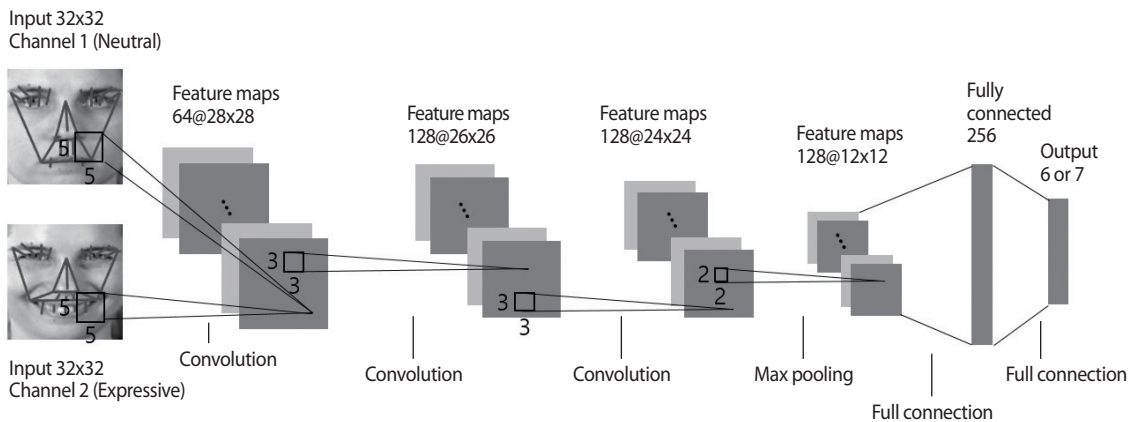 Input 32x32
Channel 1 (Neutral)
5
5
Input 32x32
Channel 2 (Expressive)
5
5
Feature maps
64@28x28
3
3
Convolution
Feature maps
128@26x26
3
3
Convolution
Feature maps
128@24x24
2
2
Convolution
Feature maps
128@12x12
Max pooling
Fully
connected
256
Full connection
Output
6 or 7
Full connection